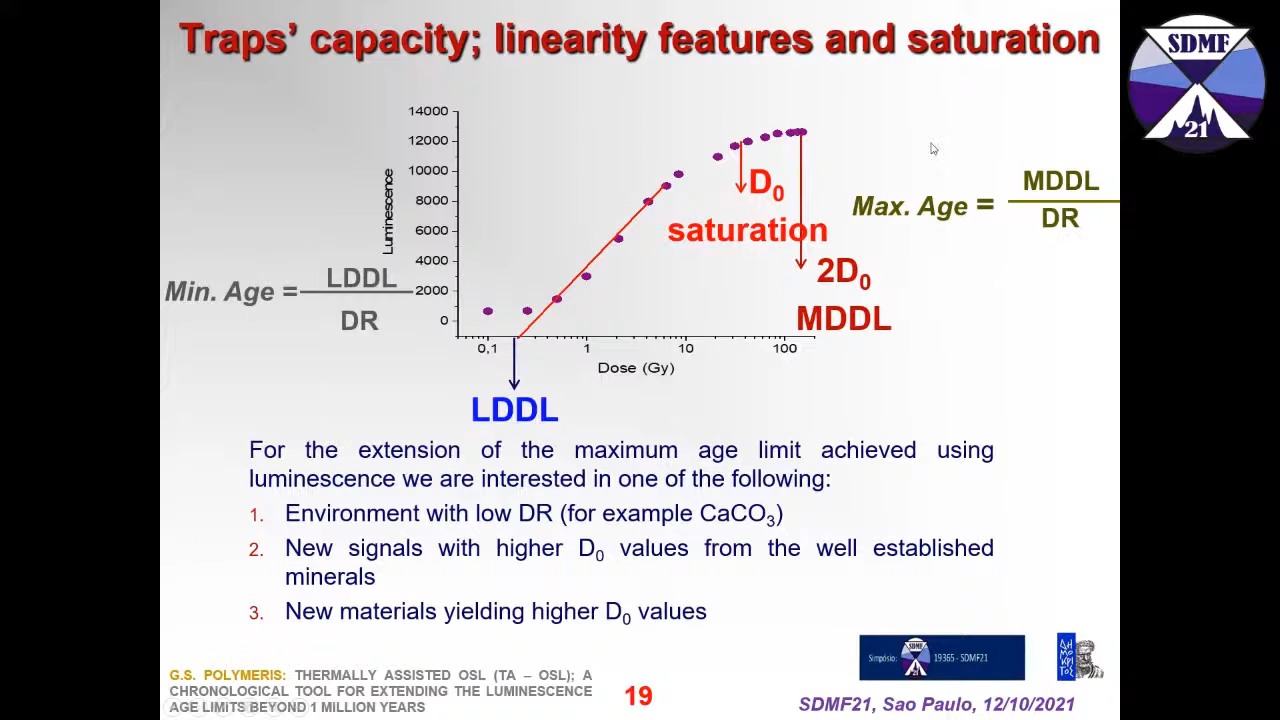 Traps' capacity; linearity features and saturation
SDMF
21
14000
12000
10000
8000
6000
4000
2000
0
Luminescence
0,1
1
10
100
Dose (Gy)
D0
saturation
2D0
MDDL
LDDL
Max. Age = MDDL
DR
Min. Age = LDDL
DR
For the extension of the maximum age limit achieved using
luminescence we are interested in one of the following:
1. Environment with low DR (for example CaCO3)
2. New signals with higher D0 values from the well established
minerals
3. New materials yielding higher D0 values
G.S. POLYMERIS: THERMALLY ASSISTED OSL (TA – OSL); A
CHRONOLOGICAL TOOL FOR EXTENDING THE LUMINESCENCE
AGE LIMITS BEYOND 1 MILLION YEARS
19
Simpósio:
19365 - SDMF21
ΔΗ
ΜΟ
ΚΡΙ
ΤΟΣ
SDMF21, Sao Paulo, 12/10/2021